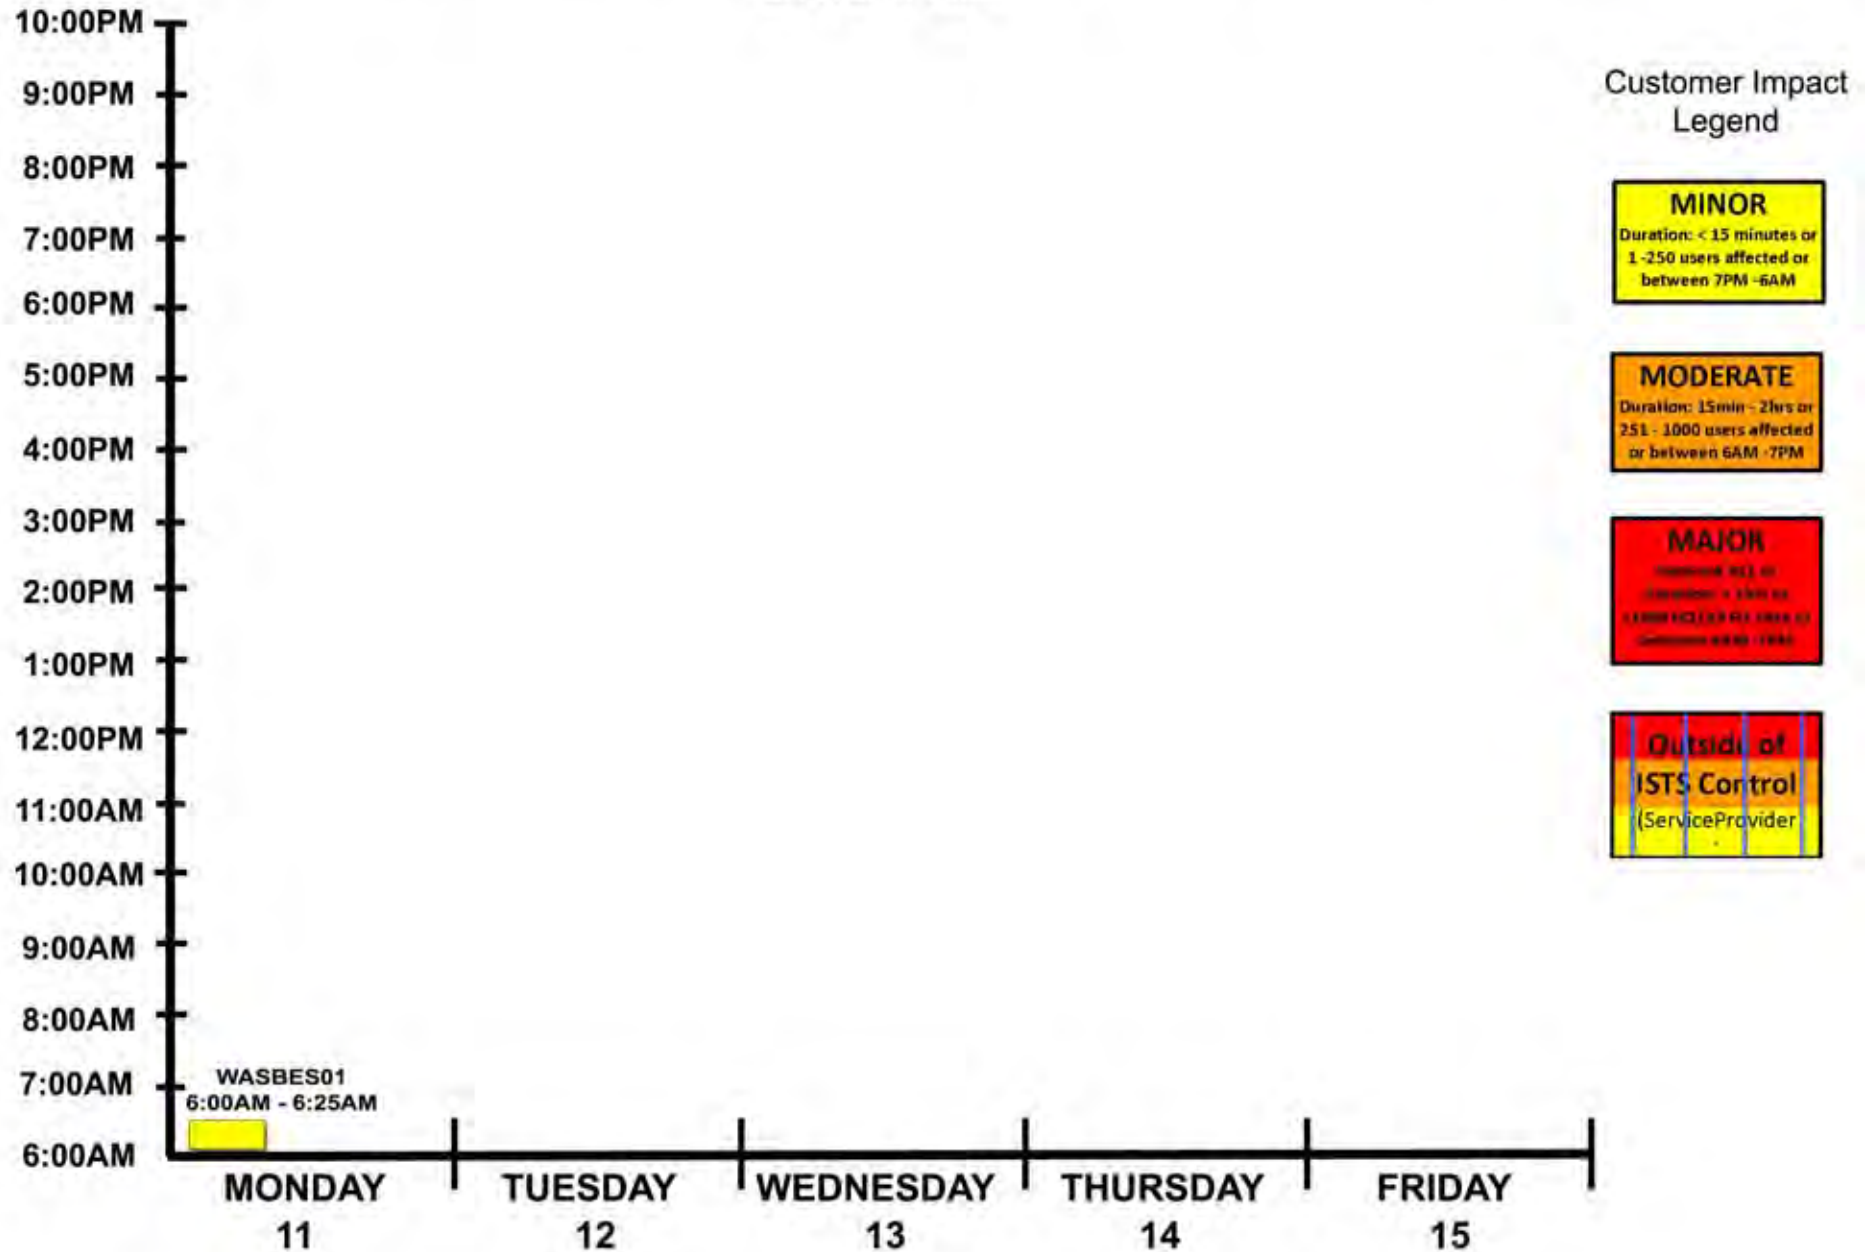 10:00PM
9:00PM
8:00PM
7:00PM
6:00PM
5:00PM
4:00PM
3:00PM
2:00PM
1:00PM
12:00PM
11:00AM
10:00AM
9:00AM
8:00AM
7:00AM
6:00AM
WASBES01
6:00AM - 6:25AM
MONDAY
11
TUESDAY
12
WEDNESDAY
13
THURSDAY
14
FRIDAY
15
Customer Impact
Legend
MINOR
Duration: < 15 minutes or
1 -250 users affected or
between 7PM -6AM
MODERATE
Duration: 15min - 2hrs or
251 - 1000 users affected
or between 6AM -7PM
MAJOR
Outside of
ISTS Control
(ServiceProvider